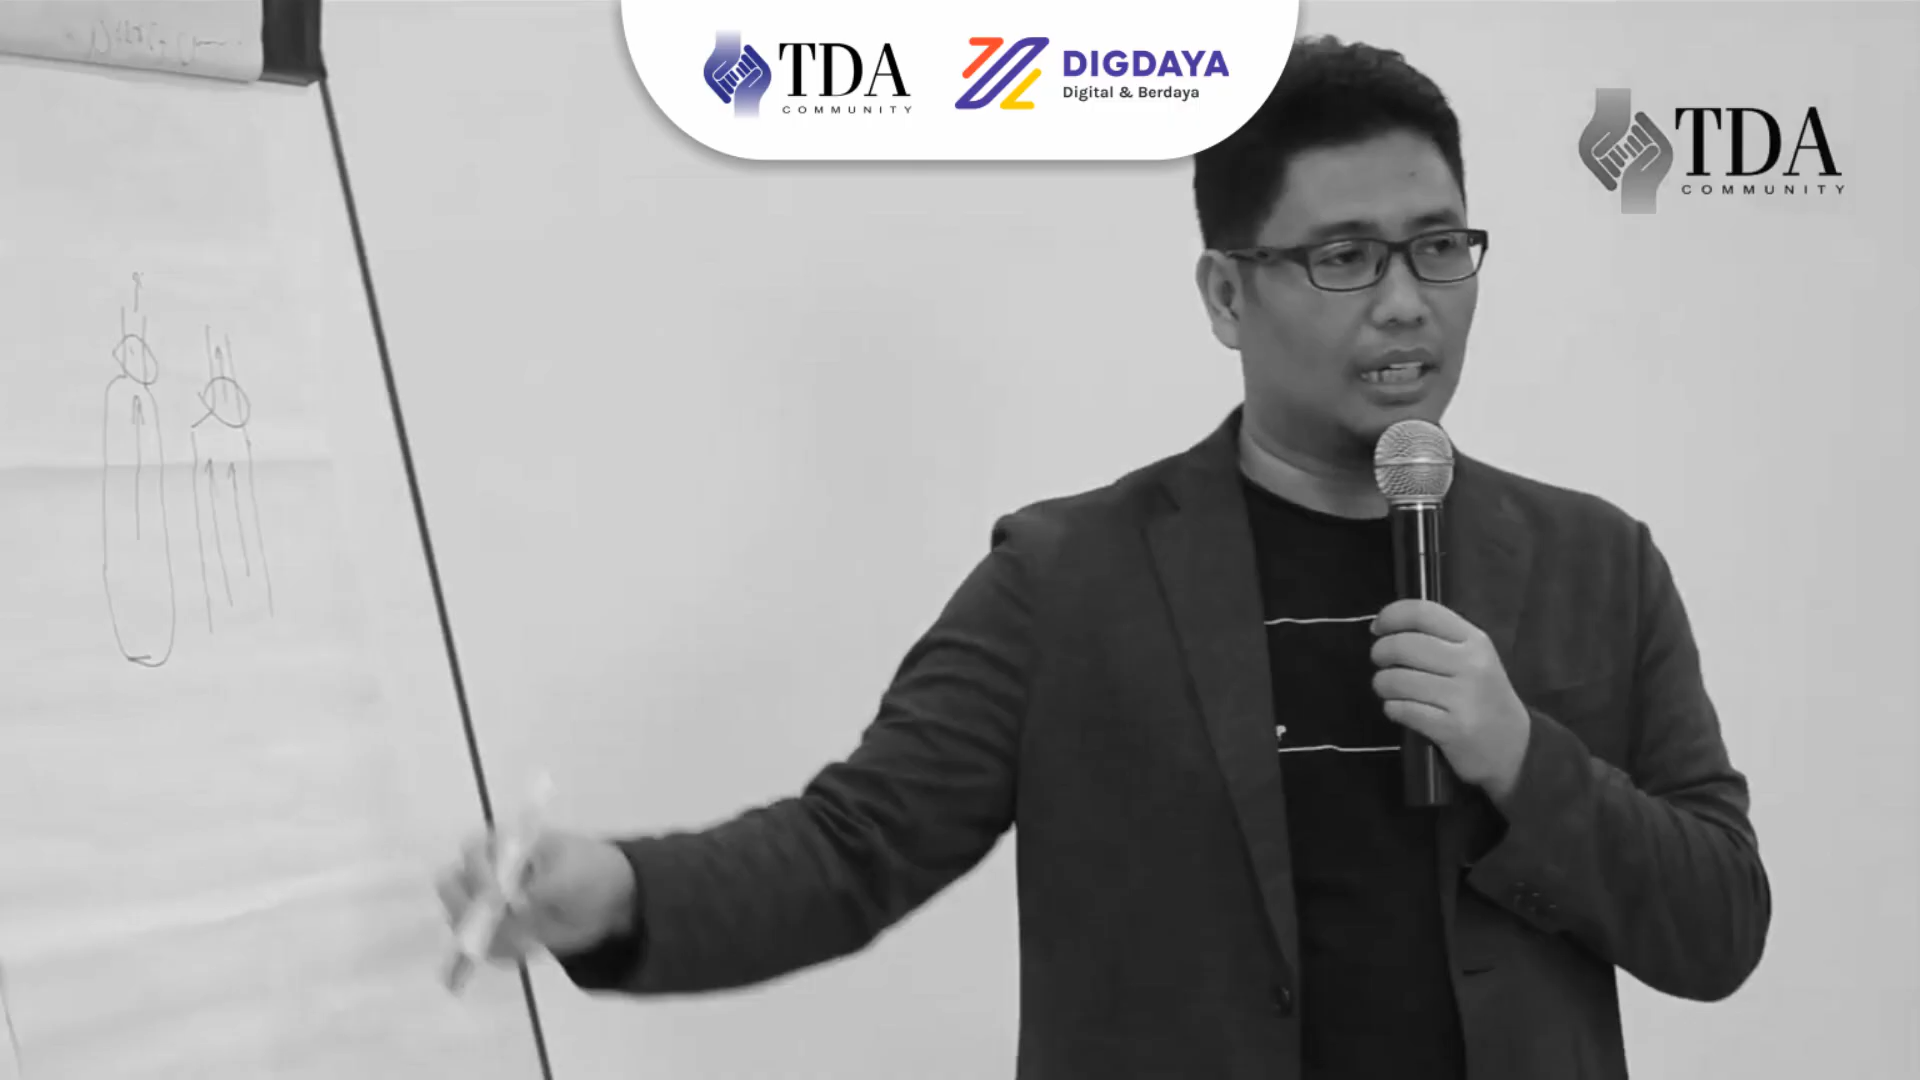 TDA
COMMUNITY
DIGDAYA
Digital & Berdaya
TDA
COMMUNITY